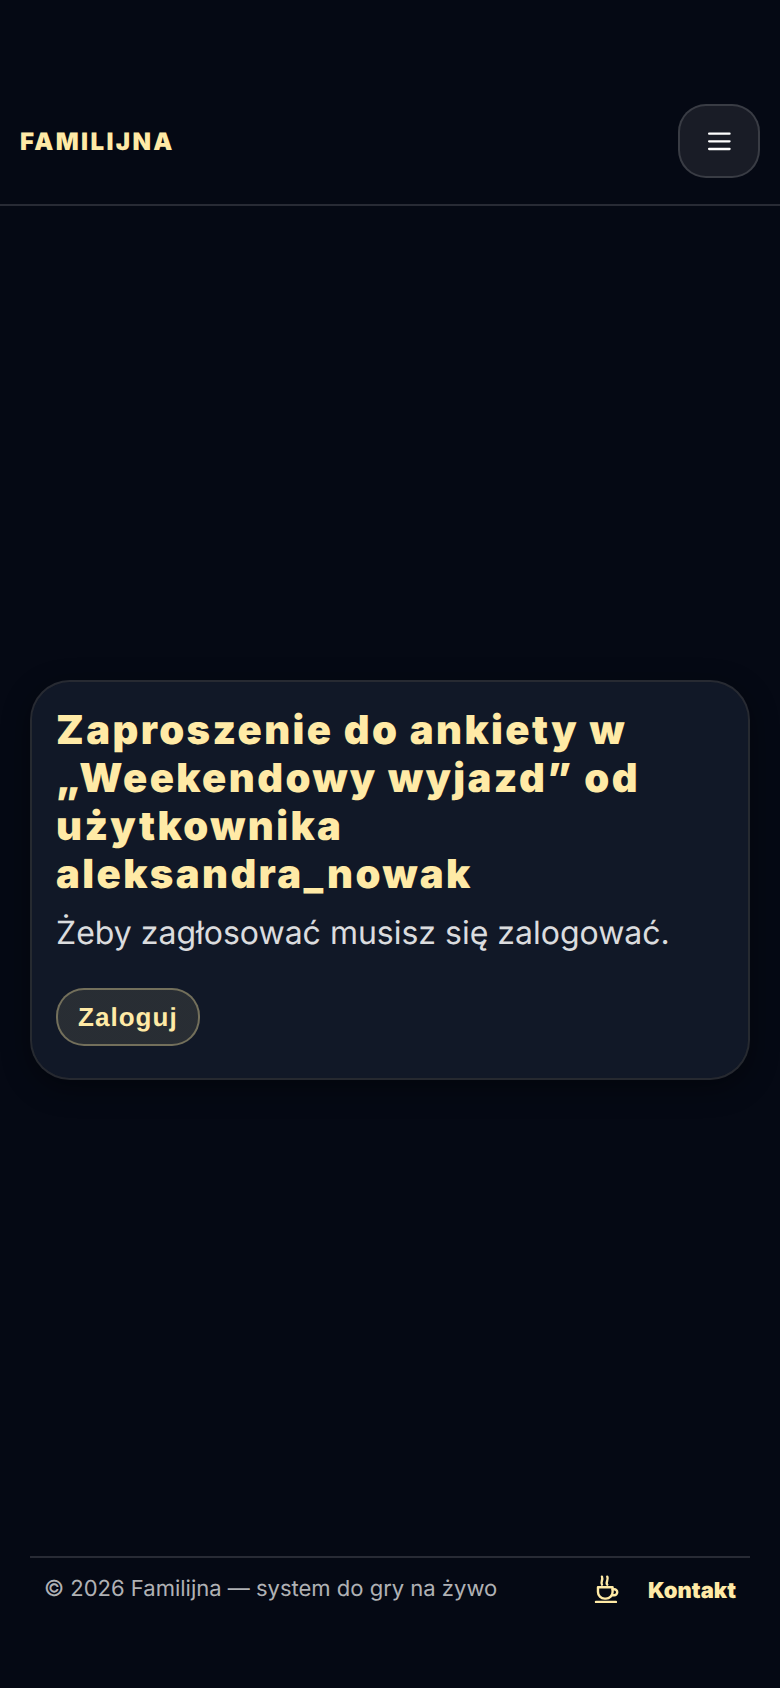 FAMILIJNA
Zaproszenie do ankiety w
„Weekendowy wyjazd” od
użytkownika
aleksandra_nowak
Żeby zagłosować musisz się zalogować.
Zaloguj
© 2026 Familijna — system do gry na żywo
Kontakt